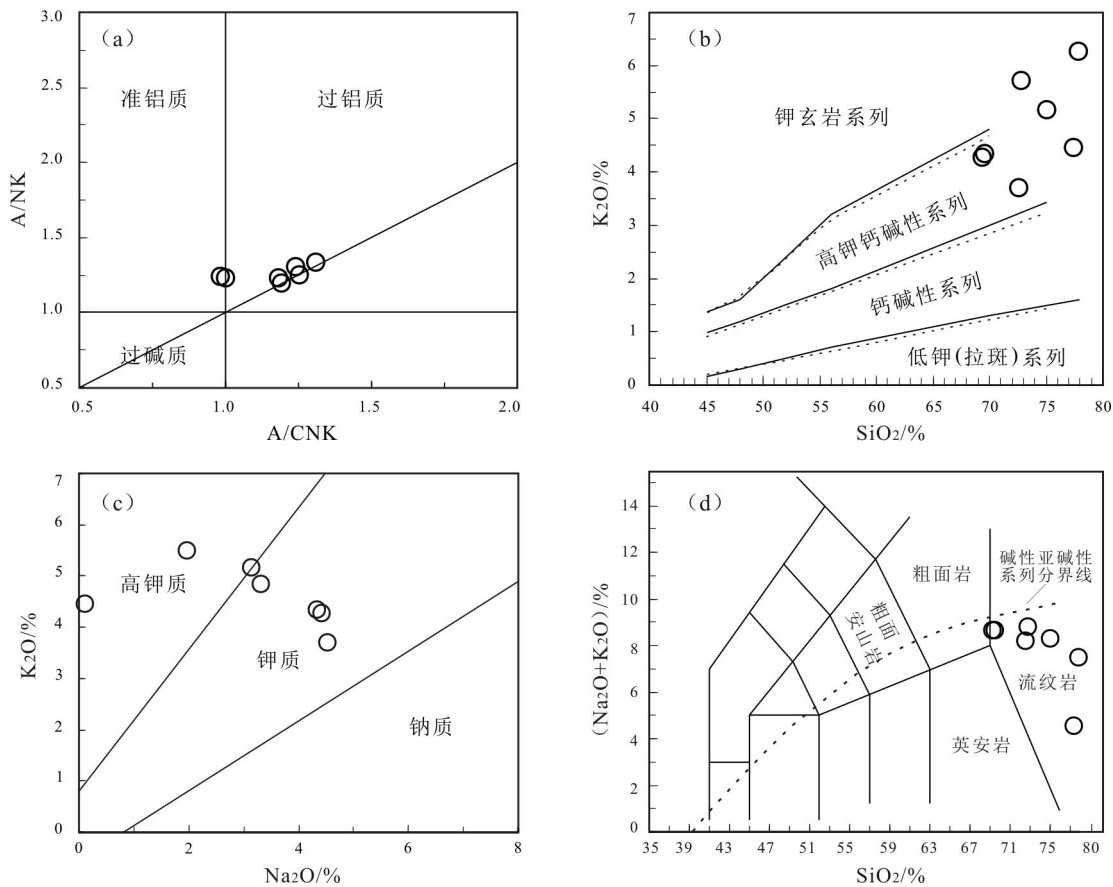 (a)
3.0
2.5
2.0
1.5
1.0
0.5
A/NK
准铝质
过铝质
过碱质
0.5
1.0
1.5
2.0
A/CNK
(b)
7
6
5
4
3
2
1
0
K2O/%
钾玄岩系列
高钾钙碱性系列
钙碱性系列
低钾(拉斑)系列
40
45
50
55
60
65
70
75
80
SiO2/%
(c)
7
6
5
4
3
2
1
0
K2O/%
高钾质
钾质
钠质
0
2
4
6
8
Na2O/%
(d)
14
12
10
8
6
4
2
0
(Na2O+K2O)/%
粗面岩
碱性亚碱性
系列分界线
粗面
安山岩
流纹岩
英安岩
35
39
43
47
51
55
59
63
67
71
75
79
SiO2/%